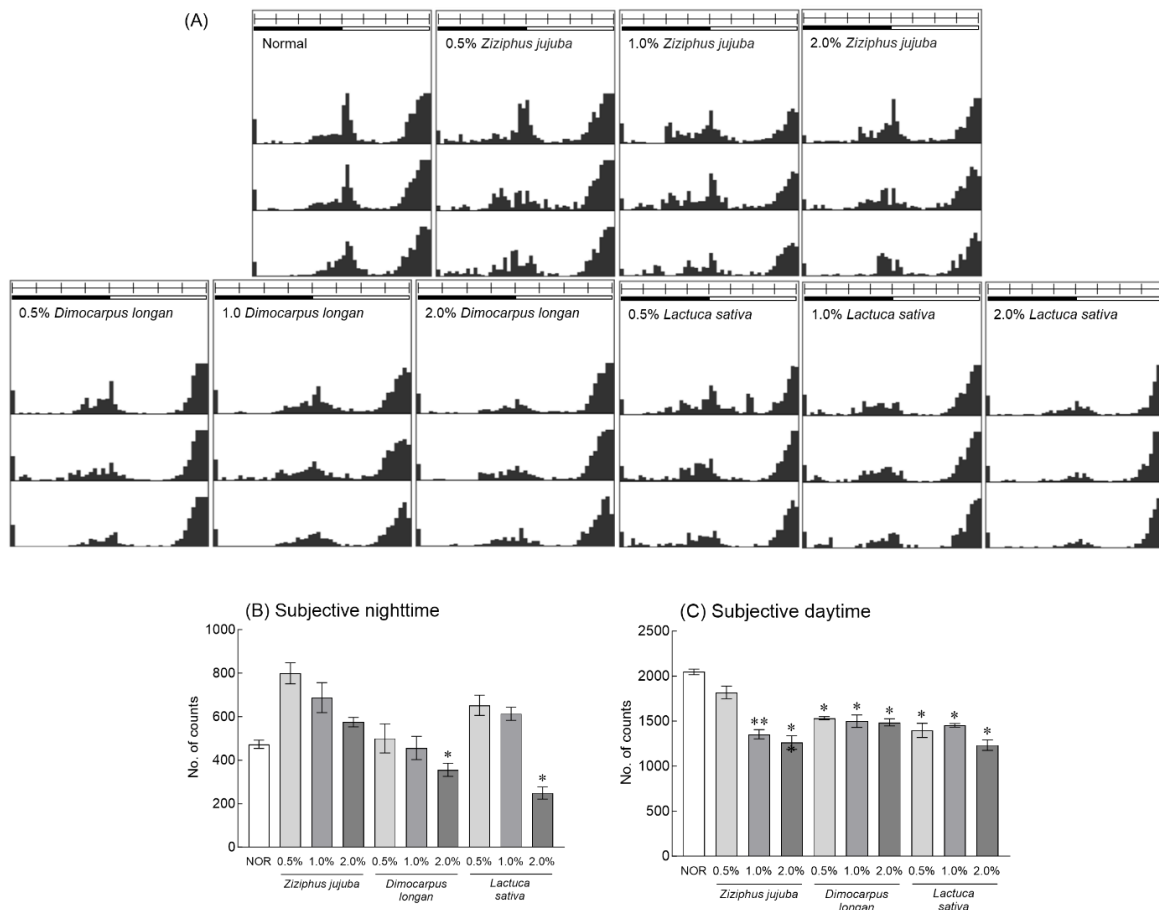 (A)
Normal
0.5% Ziziphus jujuba
1.0% Ziziphus jujuba
2.0% Ziziphus jujuba
0.5% Dimocarpus longan
1.0 Dimocarpus longan
2.0% Dimocarpus longan
0.5% Lactuca sativa
1.0% Lactuca sativa
2.0% Lactuca sativa
(B) Subjective nighttime
No. of counts
1000
800
600
400
200
0
*
*
NOR 0.5% 1.0% 2.0% 0.5% 1.0% 2.0% 0.5% 1.0% 2.0%
Ziziphus jujuba
Dimocarpus
longan
Lactuca
sativa
(C) Subjective daytime
No. of counts
2500
2000
1500
1000
500
0
**
*
*
*
*
*
*
*
*
NOR 0.5% 1.0% 2.0% 0.5% 1.0% 2.0% 0.5% 1.0% 2.0%
Ziziphus jujuba
Dimocarpus
longan
Lactuca
sativa